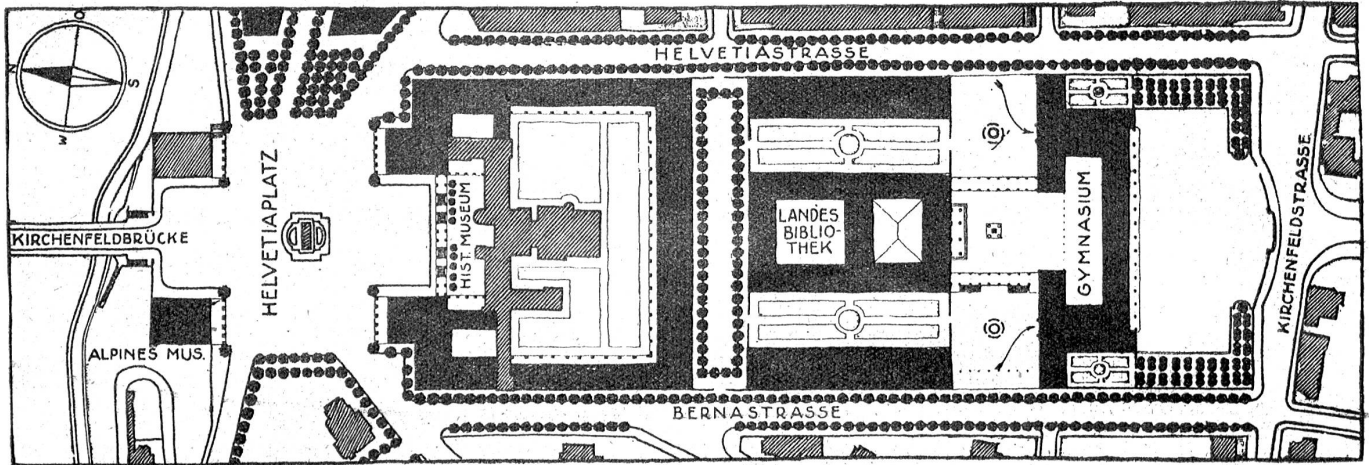 HELVETIASTRASSE
O
N
S
W
KIRCHENFELDBRÜCKE
ALPINES MUS.
HELVETIAPLATZ
HIST. MUSEUM
LANDES
BIBLIO-
THEK
GYMNASIUM
KIRCHENFELDSTRASSE
BERNASTRASSE